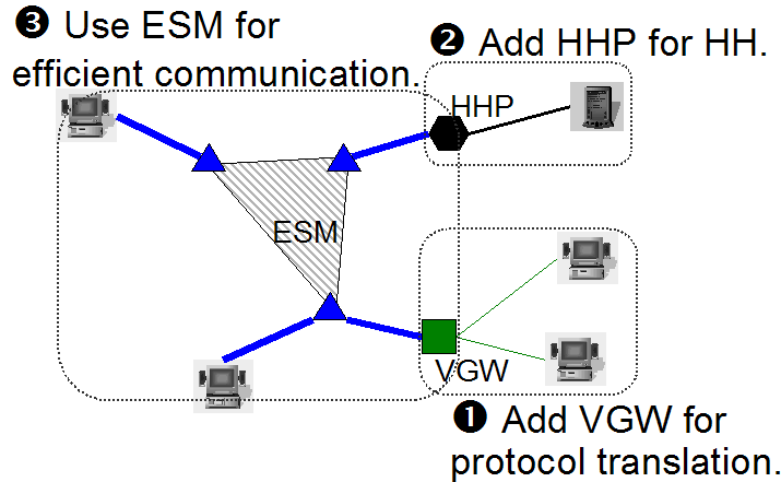 ❸ Use ESM for
efficient communication.
❷ Add HHP for HH.
HHP
ESM
VGW
❶ Add VGW for
protocol translation.